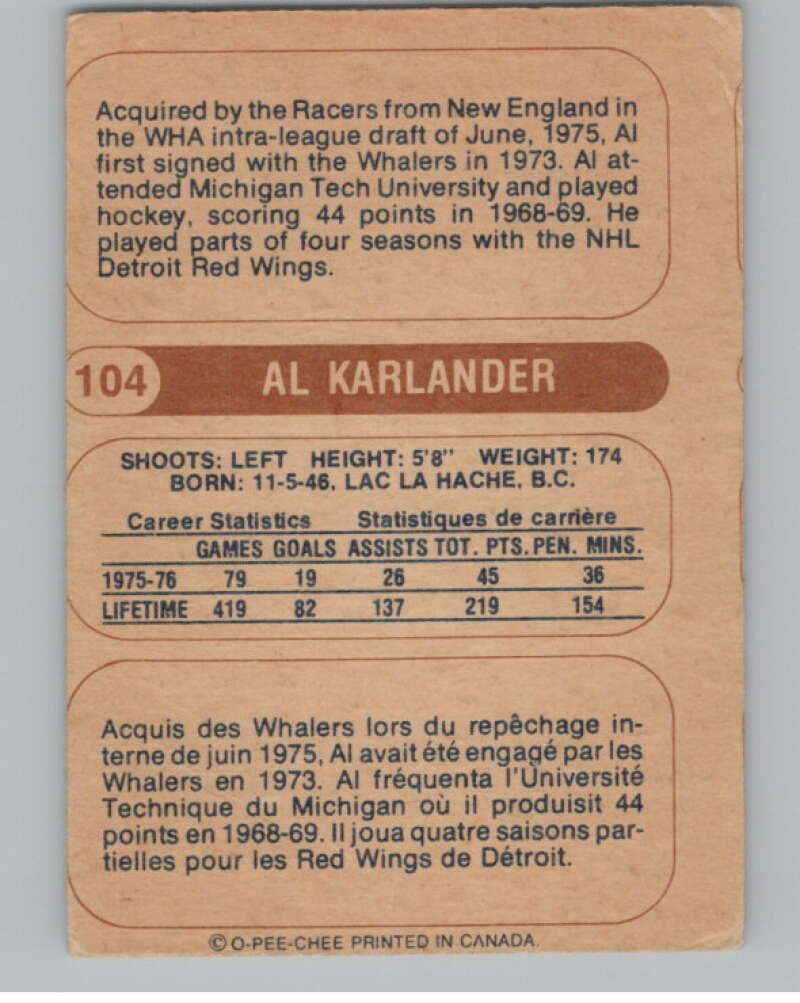 Acquired by the Racers from New England in
the WHA intra-league draft of June, 1975, Al
first signed with the Whalers in 1973. Al at-
tended Michigan Tech University and played
hockey, scoring 44 points in 1968-69. He
played parts of four seasons with the NHL
Detroit Red Wings.
104 AL KARLANDER
SHOOTS: LEFT HEIGHT: 5'8" WEIGHT: 174
BORN: 11-5-46, LAC LA HACHE, B.C.
Career Statistics Statistiques de carrière
GAMES GOALS ASSISTS TOT. PTS. PEN. MINS.
1975-76 79 19 26 45 36
LIFETIME 419 82 137 219 154
Acquis des Whalers lors du repêchage in-
terne de juin 1975, Al avait été engagé par les
Whalers en 1973. Al fréquenta l'Université
Technique du Michigan où il produisit 44
points en 1968-69. Il joua quatre saisons par-
tielles pour les Red Wings de Détroit.
© O-PEE-CHEE PRINTED IN CANADA.